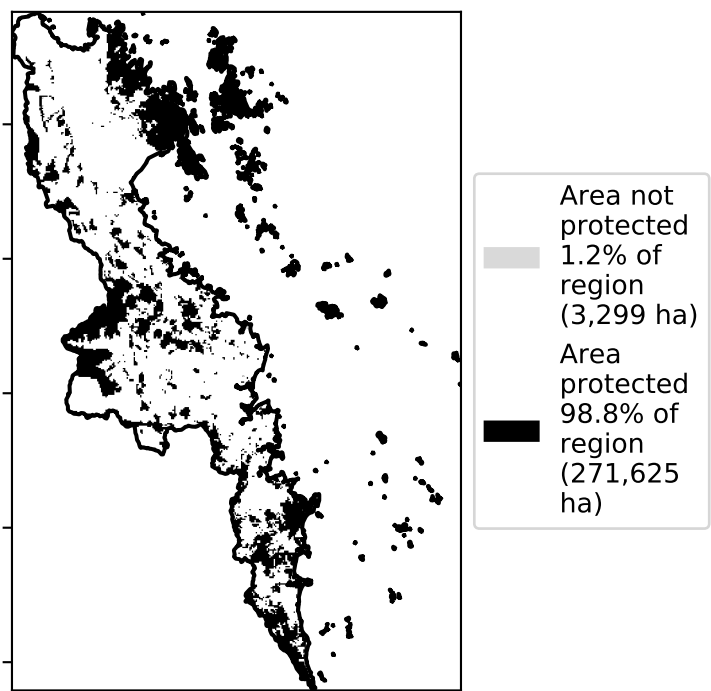 Area not
protected
1.2% of
region
(3,299 ha)
Area
protected
98.8% of
region
(271,625
ha)